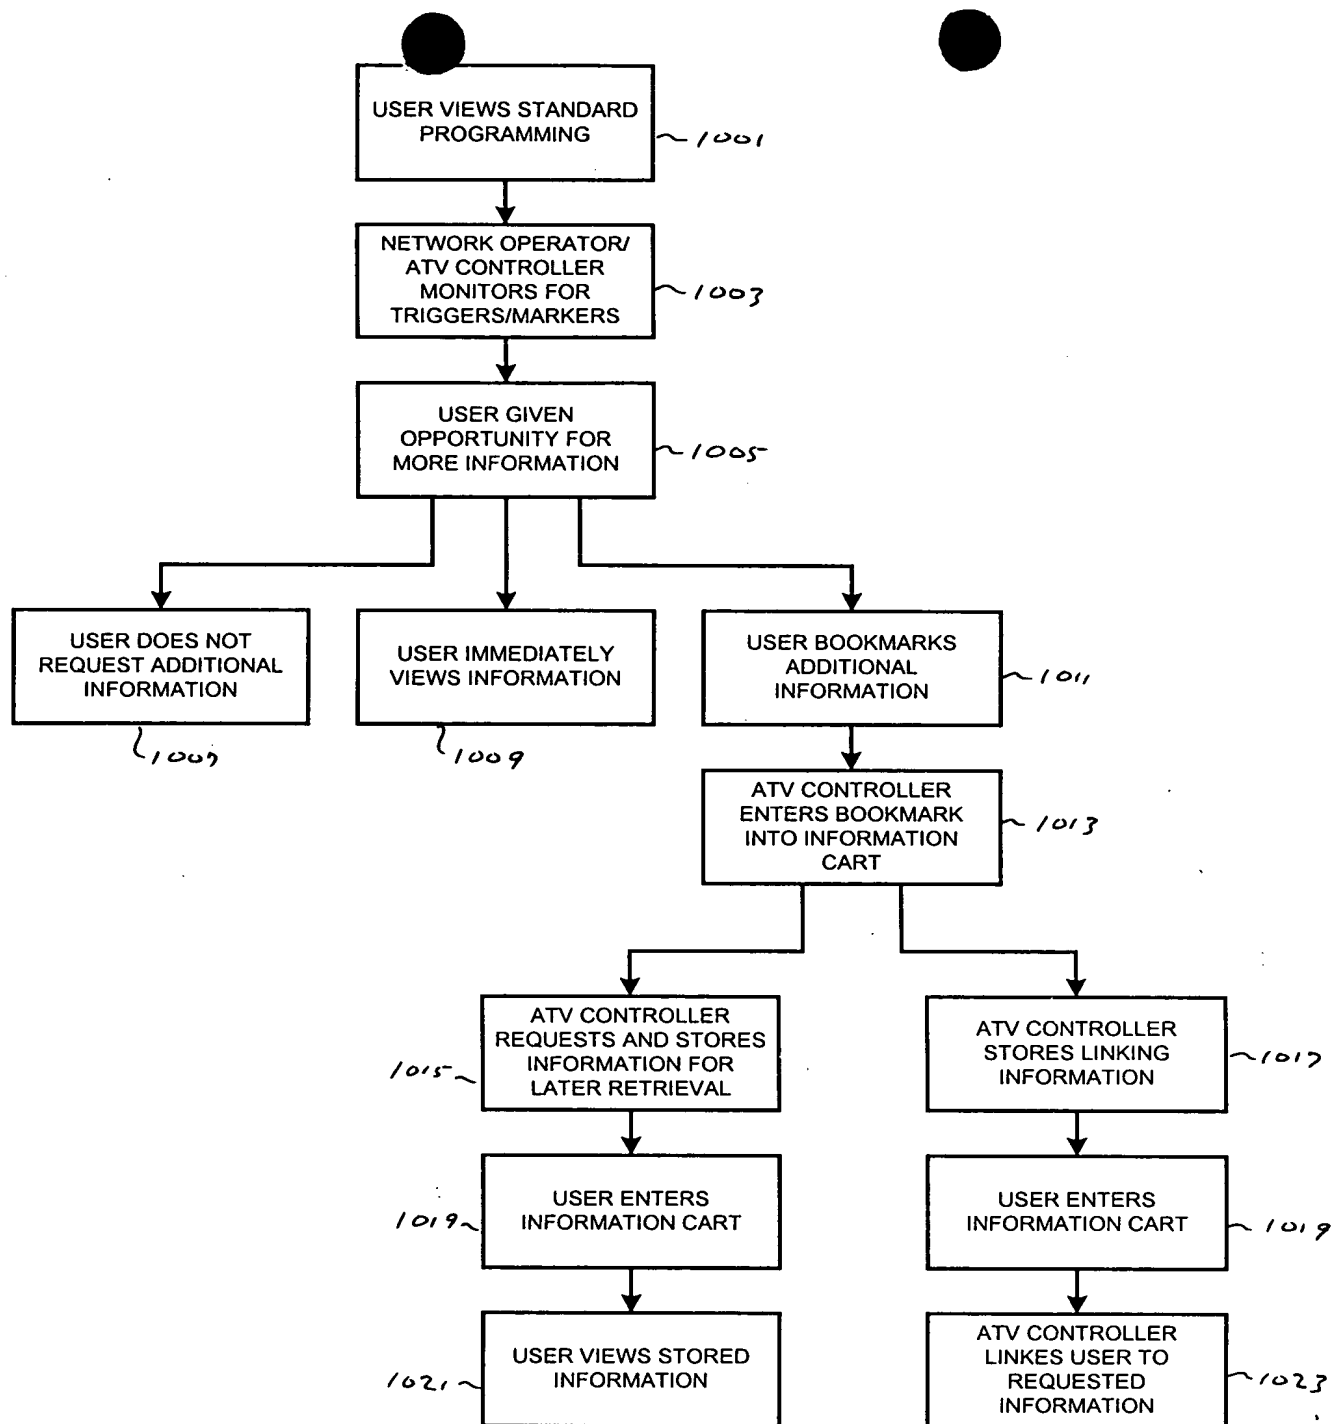 USER VIEWS STANDARD
PROGRAMMING
1001
NETWORK OPERATOR/
ATV CONTROLLER
MONITORS FOR
TRIGGERS/MARKERS
1003
USER GIVEN
OPPORTUNITY FOR
MORE INFORMATION
1005
USER DOES NOT
REQUEST ADDITIONAL
INFORMATION
1007
USER IMMEDIATELY
VIEWS INFORMATION
1009
USER BOOKMARKS
ADDITIONAL
INFORMATION
1011
ATV CONTROLLER
ENTERS BOOKMARK
INTO INFORMATION
CART
1013
ATV CONTROLLER
REQUESTS AND STORES
INFORMATION FOR
LATER RETRIEVAL
1015
ATV CONTROLLER
STORES LINKING
INFORMATION
1017
USER ENTERS
INFORMATION CART
1019
USER ENTERS
INFORMATION CART
1019
USER VIEWS STORED
INFORMATION
1021
ATV CONTROLLER
LINKES USER TO
REQUESTED
INFORMATION
1023